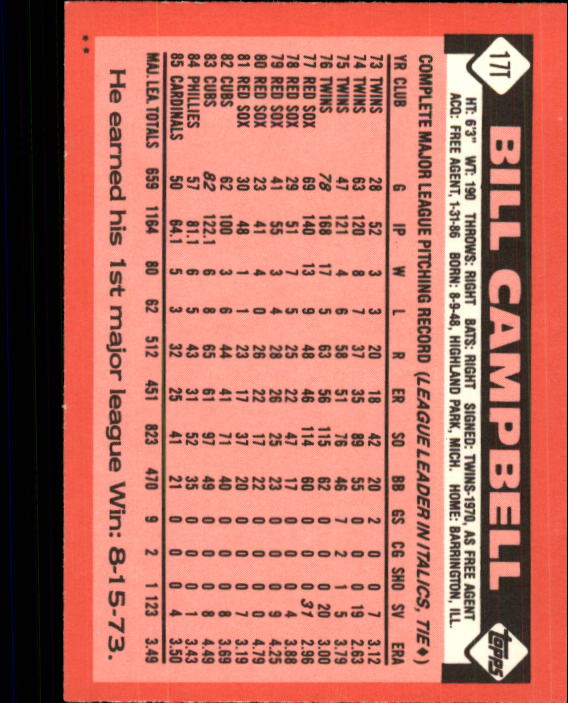 17T
BILL CAMPBELL
topps
HT: 6'3" WT: 190 THROWS: RIGHT BATS: RIGHT SIGNED: TWINS-1970, AS FREE AGENT
ACQ: FREE AGENT, 1-31-86 BORN: 8-9-48, HIGHLAND PARK, MICH. HOME: BARRINGTON, ILL.
COMPLETE MAJOR LEAGUE PITCHING RECORD (LEAGUE LEADER IN ITALICS, TIE♦)
YR CLUB G IP W L R ER SO BB GS CG SHO SV ERA
73 TWINS 28 52 3 3 20 18 42 20 2 0 0 7 3.12
74 TWINS 63 120 8 7 37 35 89 55 0 0 0 19 2.63
75 TWINS 47 121 4 6 58 51 76 46 7 2 1 5 3.79
76 TWINS 78 168 17 5 63 56 115 62 0 0 0 20 3.00
77 RED SOX 69 140 13 9 48 46 114 60 0 0 0 31 2.96
78 RED SOX 29 51 7 5 25 22 47 17 0 0 0 4 3.88
79 RED SOX 41 55 3 4 28 26 25 23 0 0 0 9 4.25
80 RED SOX 23 41 4 0 26 22 17 22 0 0 0 0 4.79
81 RED SOX 30 48 1 1 23 17 37 20 0 0 0 7 3.19
82 CUBS 62 100 3 6 44 41 71 40 0 0 0 8 3.69
83 CUBS 82 122.1 6 8 65 61 97 49 0 0 0 8 4.49
84 PHILLIES 57 81.1 6 5 43 31 52 35 0 0 0 1 3.43
85 CARDINALS 50 64.1 5 3 32 25 41 21 0 0 0 4 3.50
MAJ. LEA. TOTALS 659 1164 80 62 512 451 823 470 9 2 1 123 3.49
He earned his 1st major league Win: 8-15-73.
**